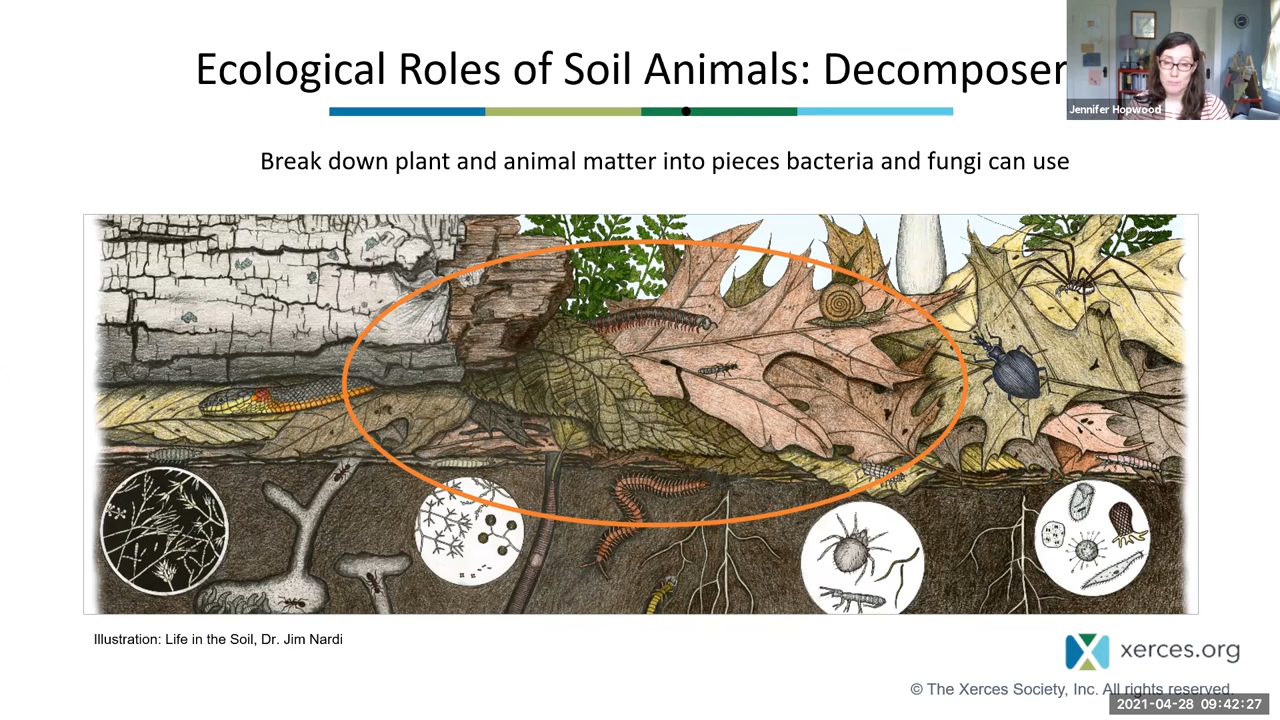 Ecological Roles of Soil Animals: Decomposer
Jennifer Hopwood
Break down plant and animal matter into pieces bacteria and fungi can use
Illustration: Life in the Soil, Dr. Jim Nardi
xerces.org
© The Xerces Society, Inc. All rights reserved.
2021-04-28 09:42:27